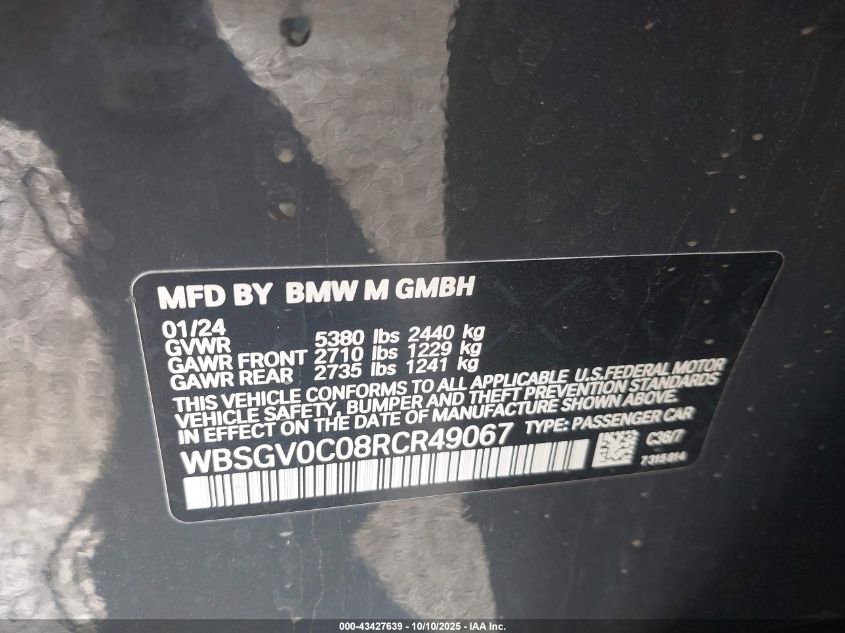 MFD BY BMW M GMBH
01/24
GVWR 5380 lbs 2440 kg
GAWR FRONT 2710 lbs 1229 kg
GAWR REAR 2735 lbs 1241 kg
THIS VEHICLE CONFORMS TO ALL APPLICABLE U.S.FEDERAL MOTOR
VEHICLE SAFETY, BUMPER AND THEFT PREVENTION STANDARDS
IN EFFECT ON THE DATE OF MANUFACTURE SHOWN ABOVE.
WBSGV0C08RCR49067 TYPE: PASSENGER CAR
C36/7
7315814
000-43427639 - 10/10/2025 - IAA Inc.